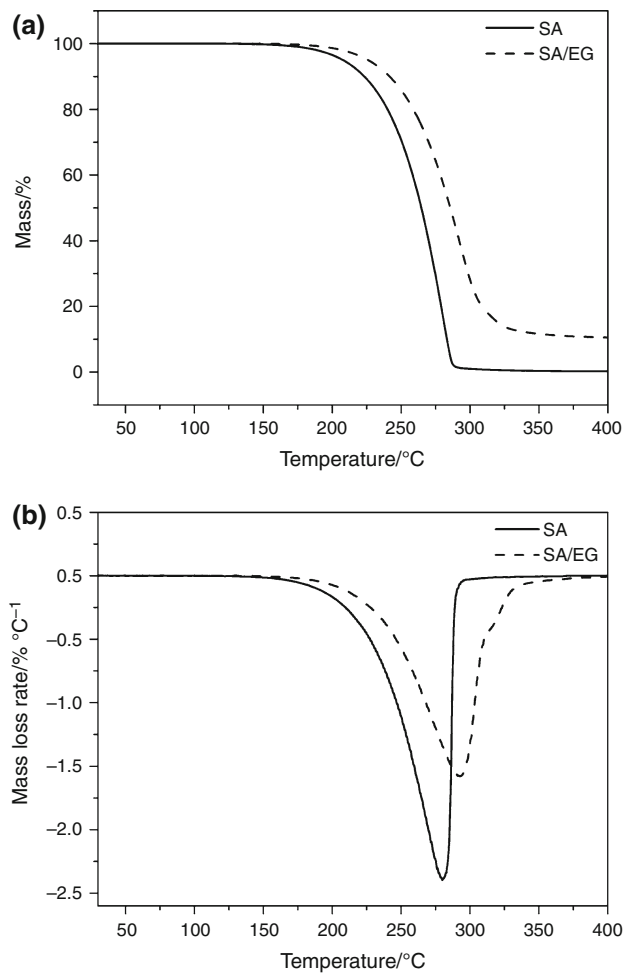 (a)
SA
SA/EG
100
80
60
40
20
0
Mass/%
50 100 150 200 250 300 350 400
Temperature/°C
(b)
SA
SA/EG
0.5
0.5
–0.5
–1.0
–1.5
–2.0
–2.5
Mass loss rate/% °C⁻¹
50 100 150 200 250 300 350 400
Temperature/°C